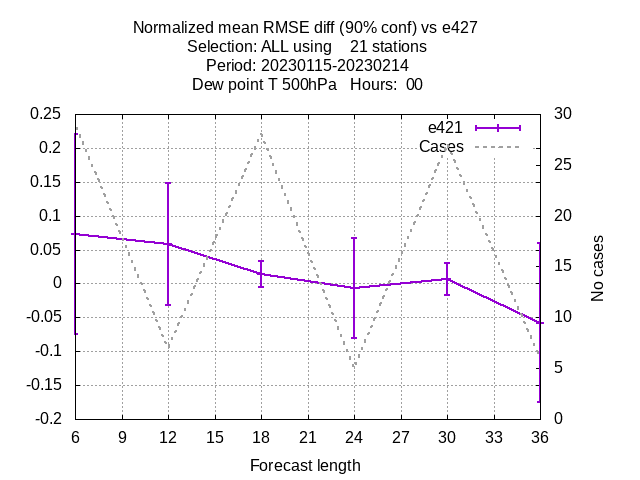 Normalized mean RMSE diff (90% conf) vs e427
Selection: ALL using    21 stations
Period: 20230115-20230214
Dew point T 500hPa   Hours:  00
0.25
0.2
0.15
0.1
0.05
0
-0.05
-0.1
-0.15
-0.2
e421
Cases
30
25
20
15
10
5
0
No cases
6 9 12 15 18 21 24 27 30 33 36
Forecast length